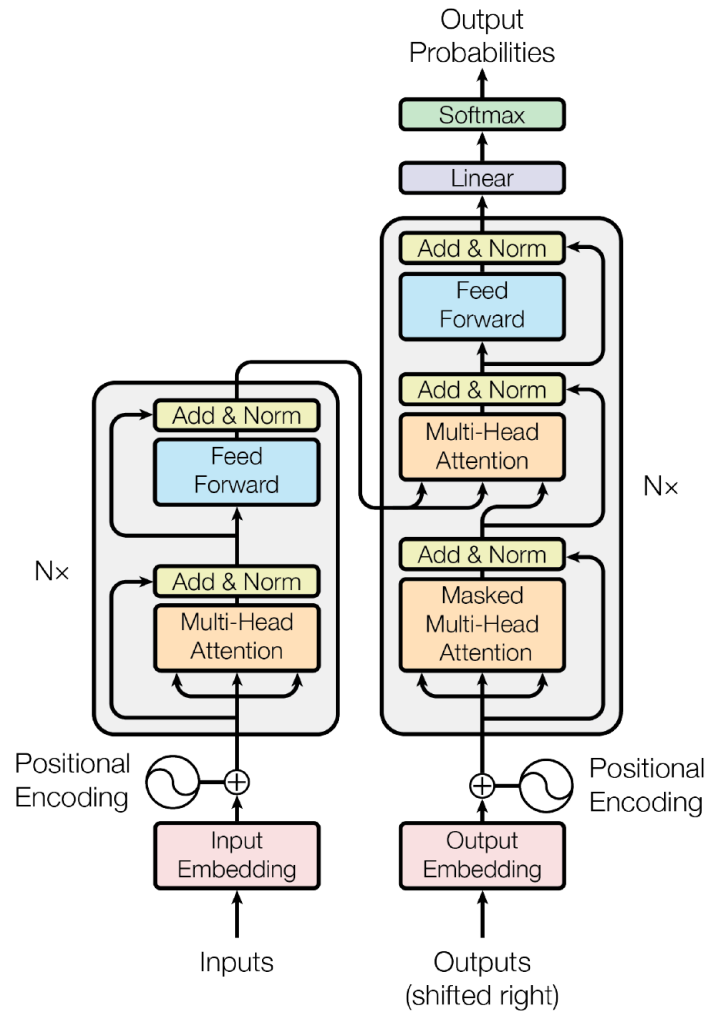 Output
Probabilities
Softmax
Linear
Add & Norm
Feed
Forward
Add & Norm
Multi-Head
Attention
Nx
Add & Norm
Masked
Multi-Head
Attention
Add & Norm
Feed
Forward
Nx
Add & Norm
Multi-Head
Attention
Positional
Encoding
Positional
Encoding
Input
Embedding
Output
Embedding
Inputs
Outputs
(shifted right)